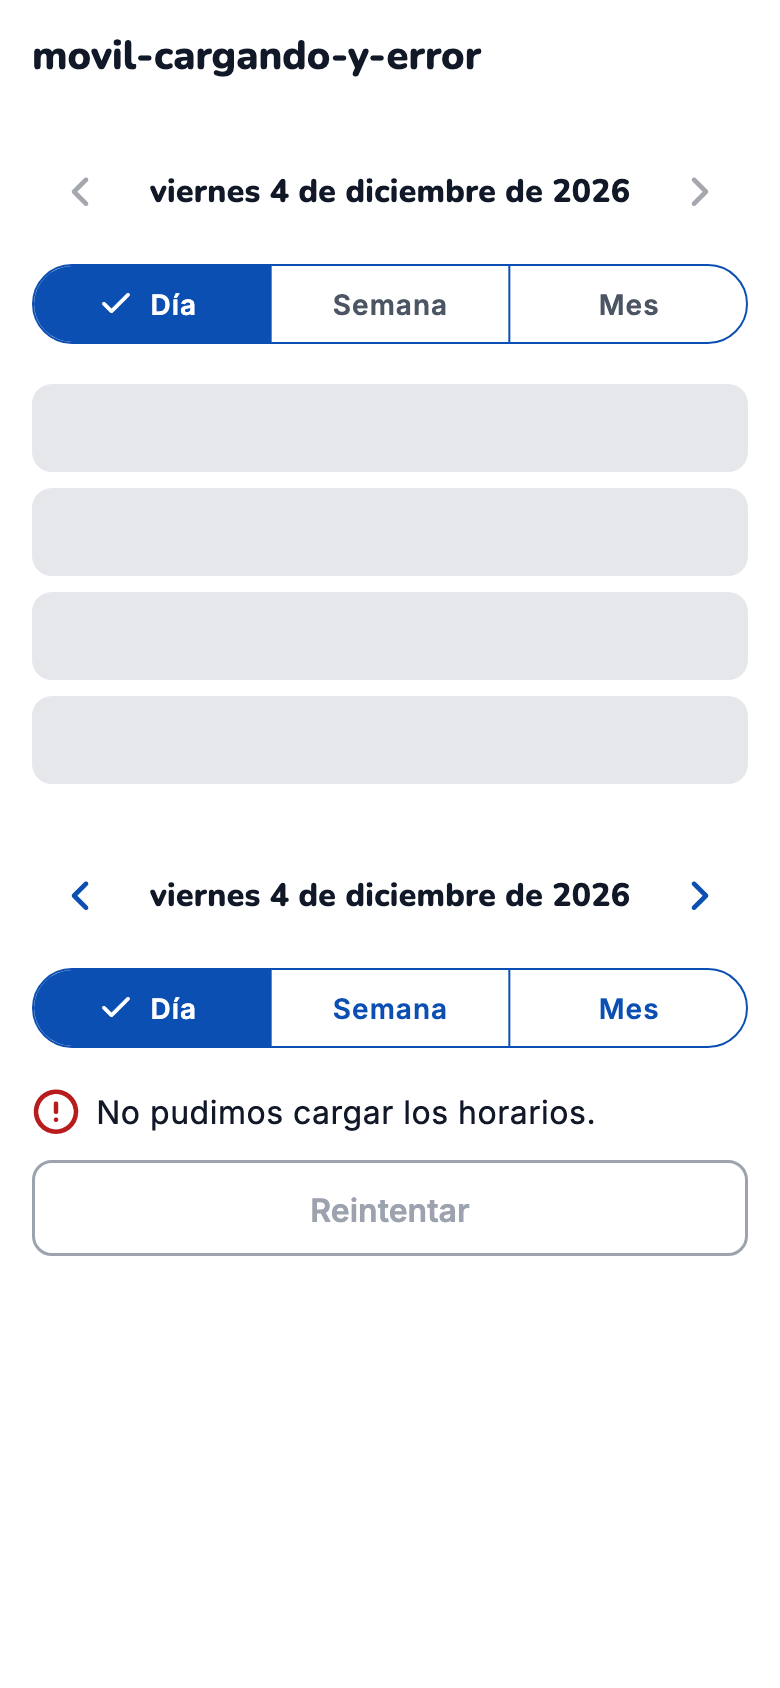 movil-cargando-y-error
viernes 4 de diciembre de 2026
Día
Semana
Mes
viernes 4 de diciembre de 2026
Día
Semana
Mes
No pudimos cargar los horarios.
Reintentar